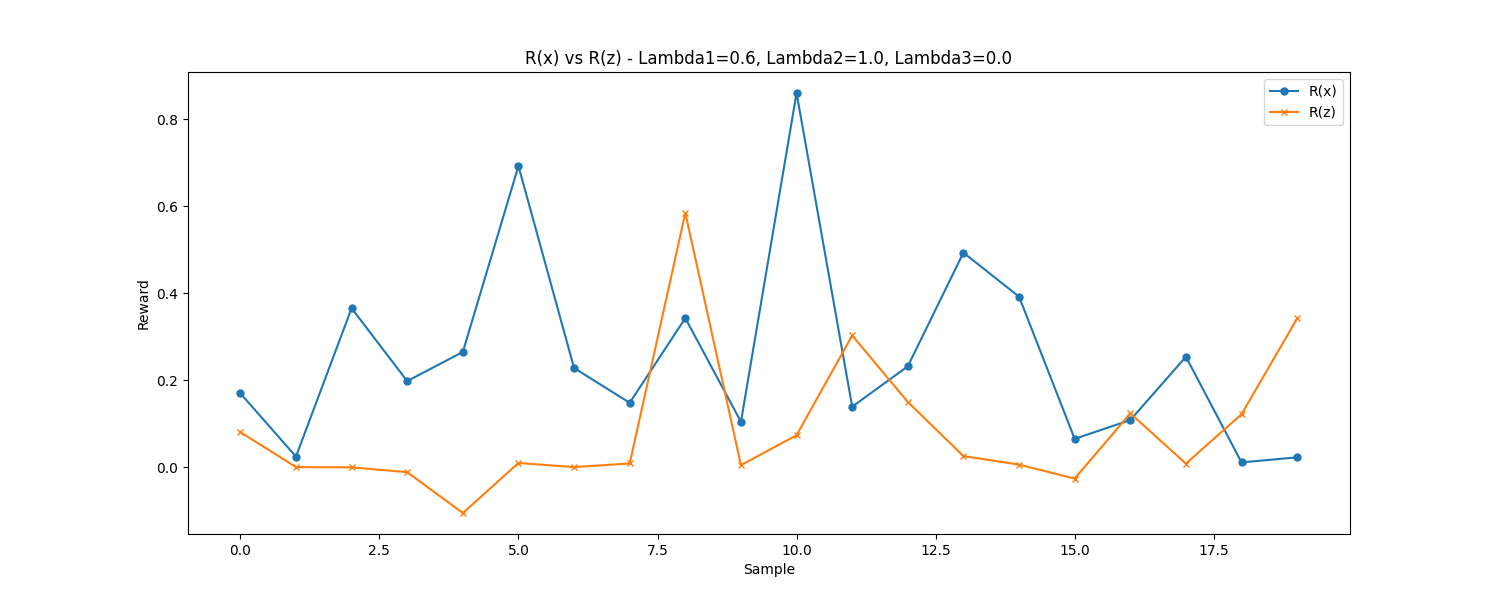 R(x) vs R(z) - Lambda1=0.6, Lambda2=1.0, Lambda3=0.0
R(x)
R(z)
0.8
0.6
0.4
0.2
0.0
Reward
0.0 2.5 5.0 7.5 10.0 12.5 15.0 17.5
Sample